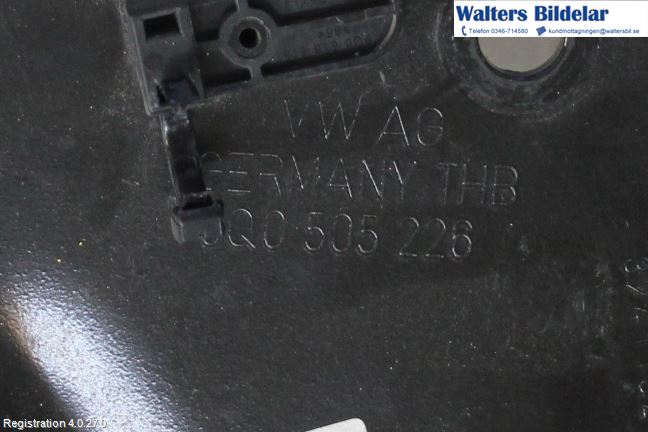 Walters Bildelar
Telefon 0346-714580 kundmottagningen@waltersbil.se
VW AG
GERMANY THB
505 226
Registration 4.0.27.0